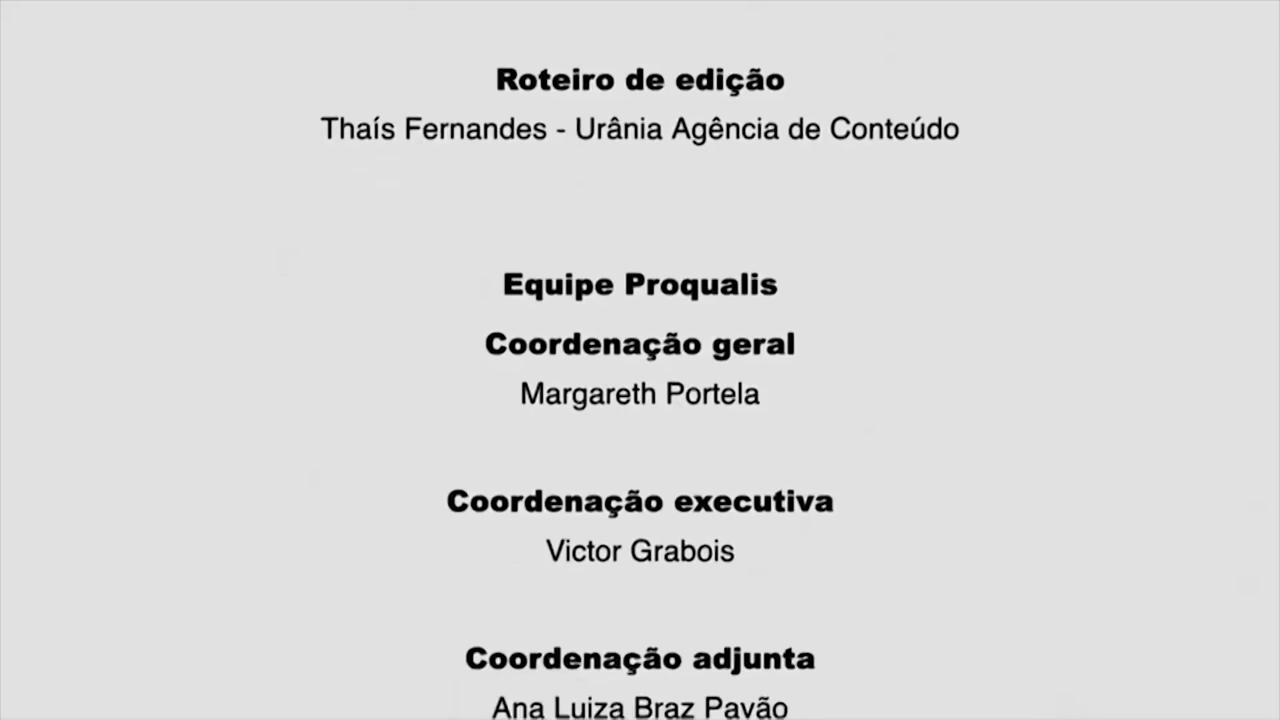 Roteiro de edição
Thaís Fernandes - Urânia Agência de Conteúdo
Equipe Proqualis
Coordenação geral
Margareth Portela
Coordenação executiva
Victor Grabois
Coordenação adjunta
Ana Luiza Braz Pavão